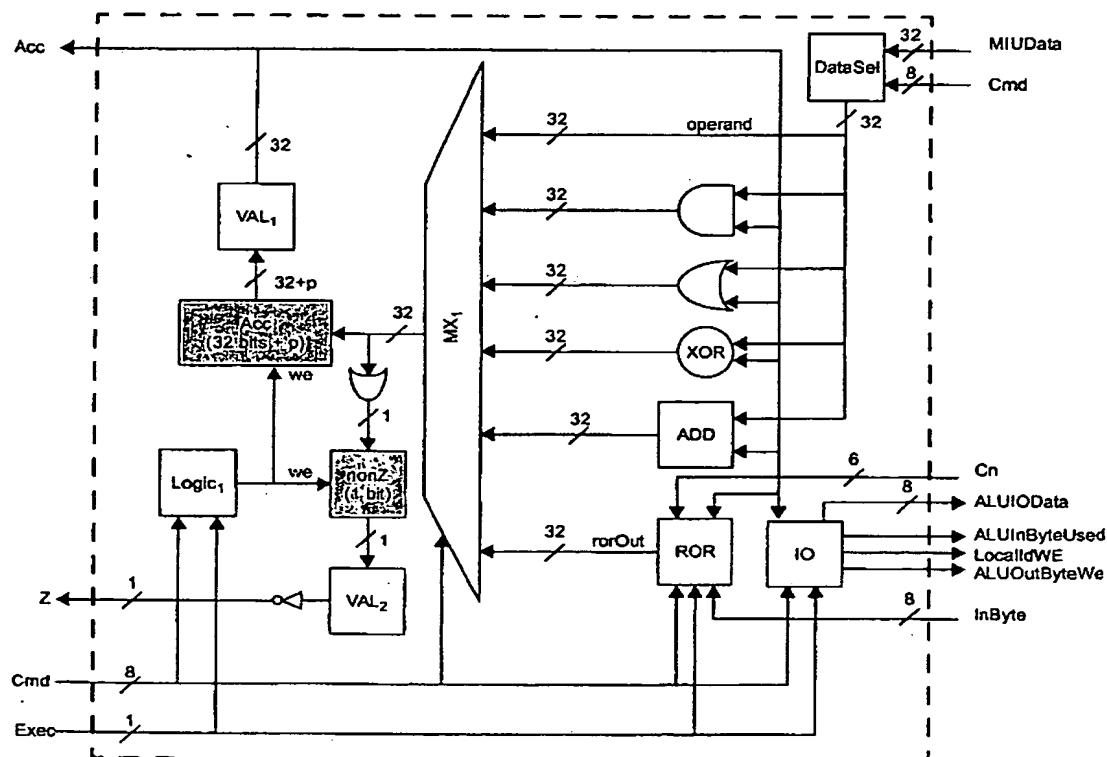 Acc
32
MIUData
DataSel
8
Cmd
32
32
operand
32
VAL₁
32
32+p
32
Acc
(32 bits + p)
32
MX₁
32
XOR
we
1
32
ADD
Logic₁
we
nonZ
(1 bit)
6
Cn
8
ALUIOData
1
32
rorOut
ROR
IO
ALUInByteUsed
LocalIdWE
ALUOutByteWe
Z
1
VAL₂
8
InByte
Cmd
8
Exec
1